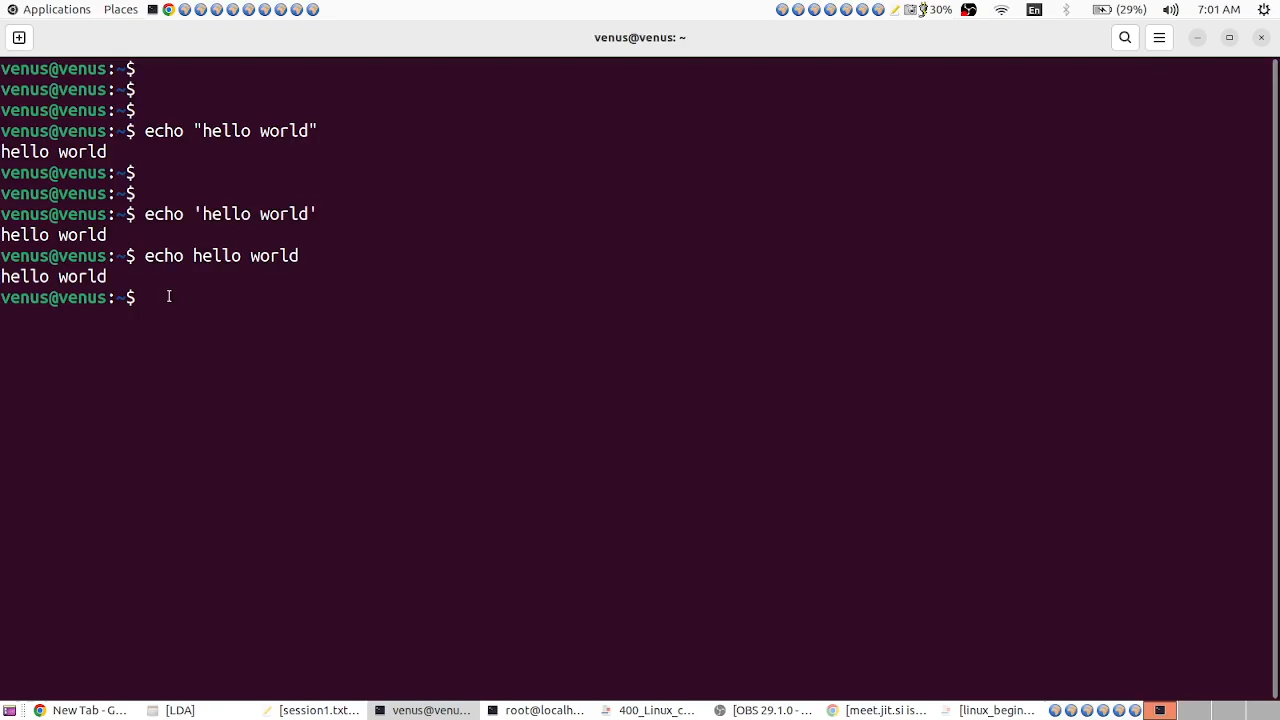 Applications Places 30% En (29%) 7:01 AM
venus@venus: ~
venus@venus:~$
venus@venus:~$
venus@venus:~$
venus@venus:~$ echo "hello world"
hello world
venus@venus:~$
venus@venus:~$
venus@venus:~$ echo 'hello world'
hello world
venus@venus:~$ echo hello world
hello world
venus@venus:~$
New Tab - G... [LDA] [session1.txt... venus@venu... root@localh... 400_Linux_c... [OBS 29.1.0 -... [meet.jit.si is... [linux_begin...